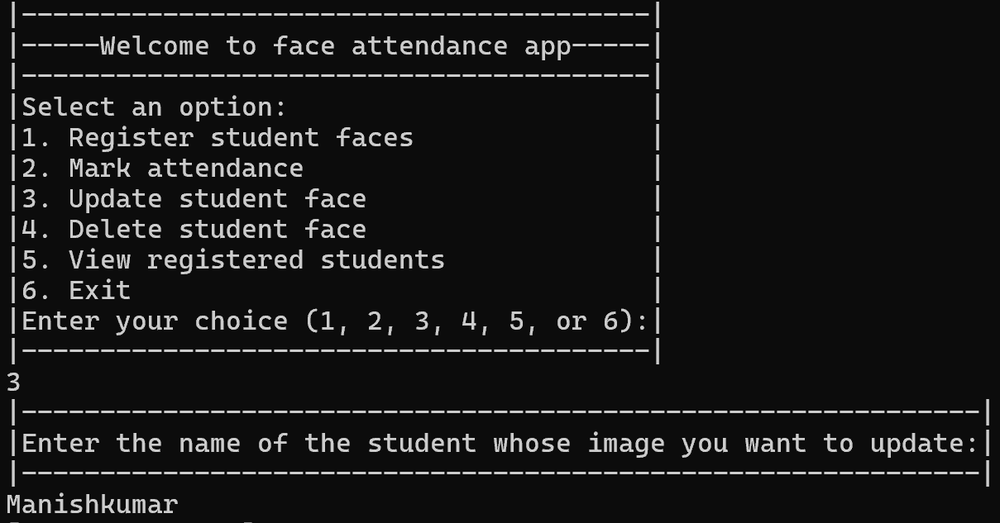 |----------------------------------------|
|-----Welcome to face attendance app-----|
|----------------------------------------|
|Select an option:                       |
|1. Register student faces               |
|2. Mark attendance                      |
|3. Update student face                  |
|4. Delete student face                  |
|5. View registered students             |
|6. Exit                                 |
|Enter your choice (1, 2, 3, 4, 5, or 6):|
|----------------------------------------|
3
|-------------------------------------------------------------|
|Enter the name of the student whose image you want to update:|
|-------------------------------------------------------------|
Manishkumar